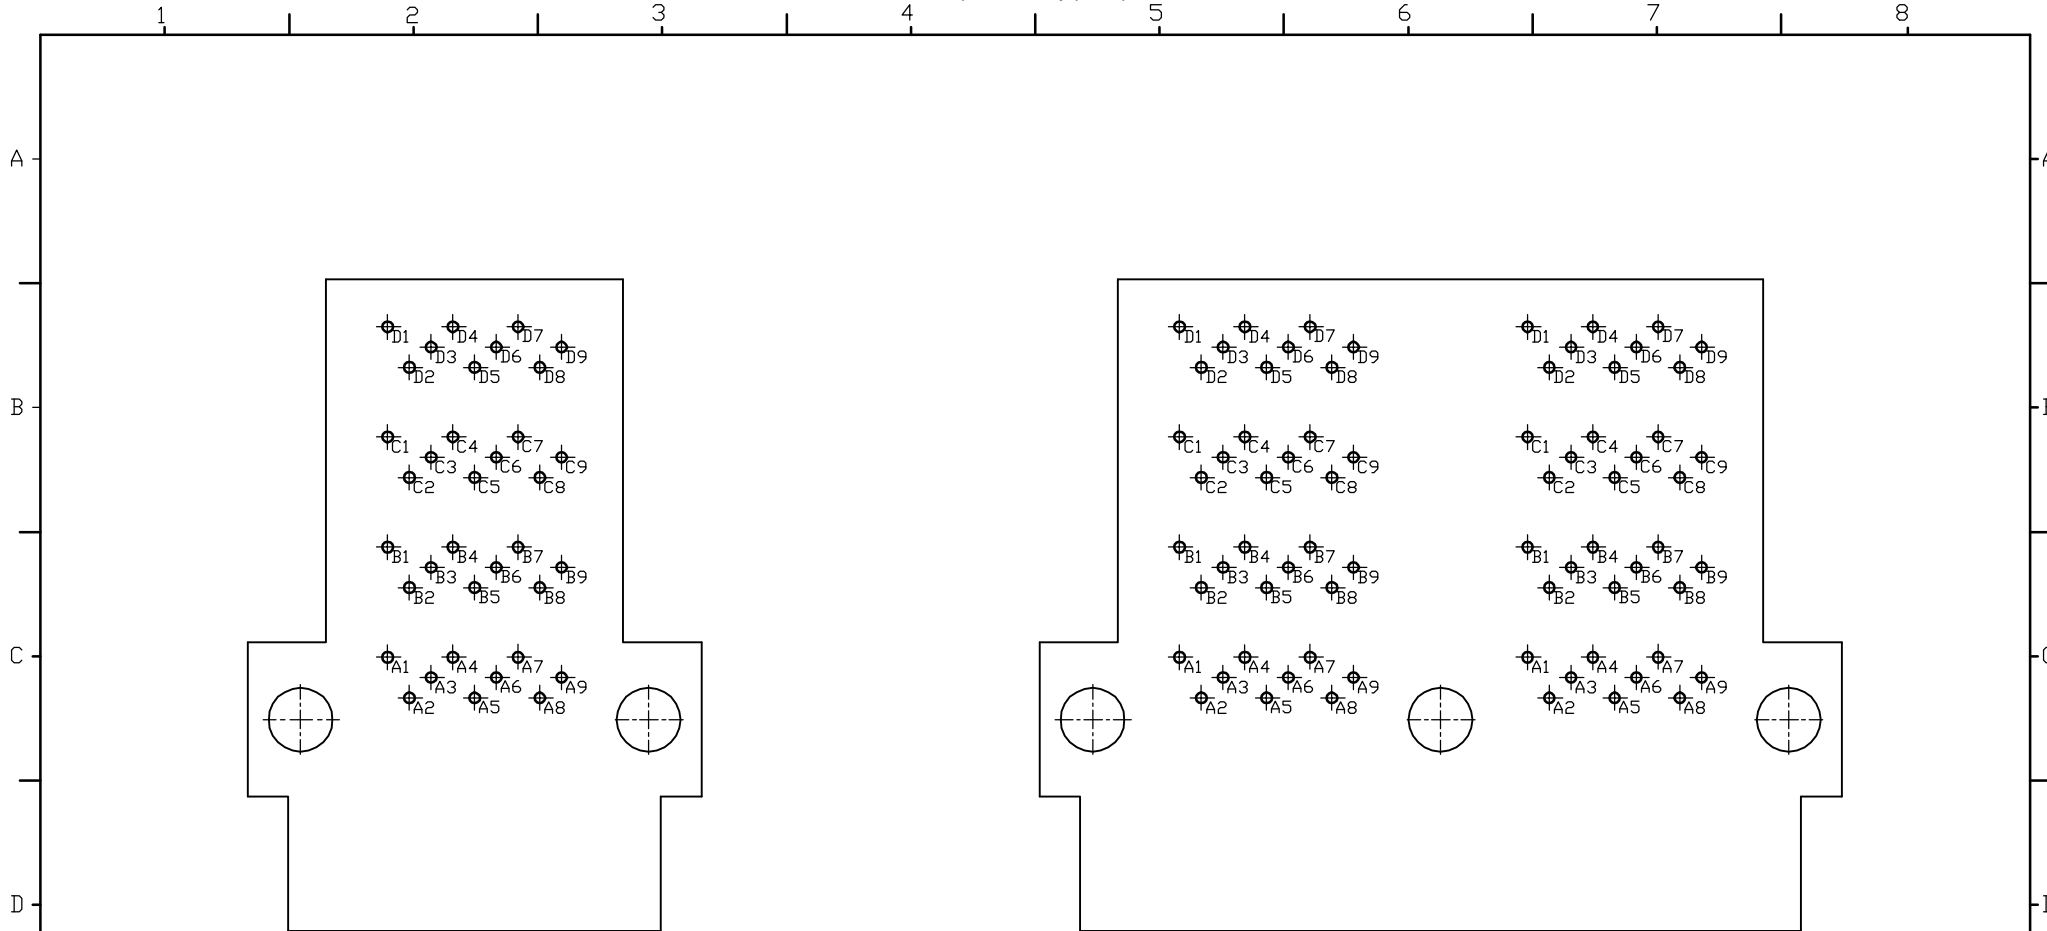 1 2 3 4 5 6 7 8
A A
D1 D4 D7 D1 D4 D7 D1 D4 D7
D3 D6 D9 D3 D6 D9 D3 D6 D9
D2 D5 D8 D2 D5 D8 D2 D5 D8
B
C1 C4 C7 C1 C4 C7 C1 C4 C7
C3 C6 C9 C3 C6 C9 C3 C6 C9
C2 C5 C8 C2 C5 C8 C2 C5 C8
B1 B4 B7 B1 B4 B7 B1 B4 B7
B3 B6 B9 B3 B6 B9 B3 B6 B9
B2 B5 B8 B2 B5 B8 B2 B5 B8
C
A1 A4 A7 A1 A4 A7 A1 A4 A7
A3 A6 A9 A3 A6 A9 A3 A6 A9
A2 A5 A8 A2 A5 A8 A2 A5 A8
D